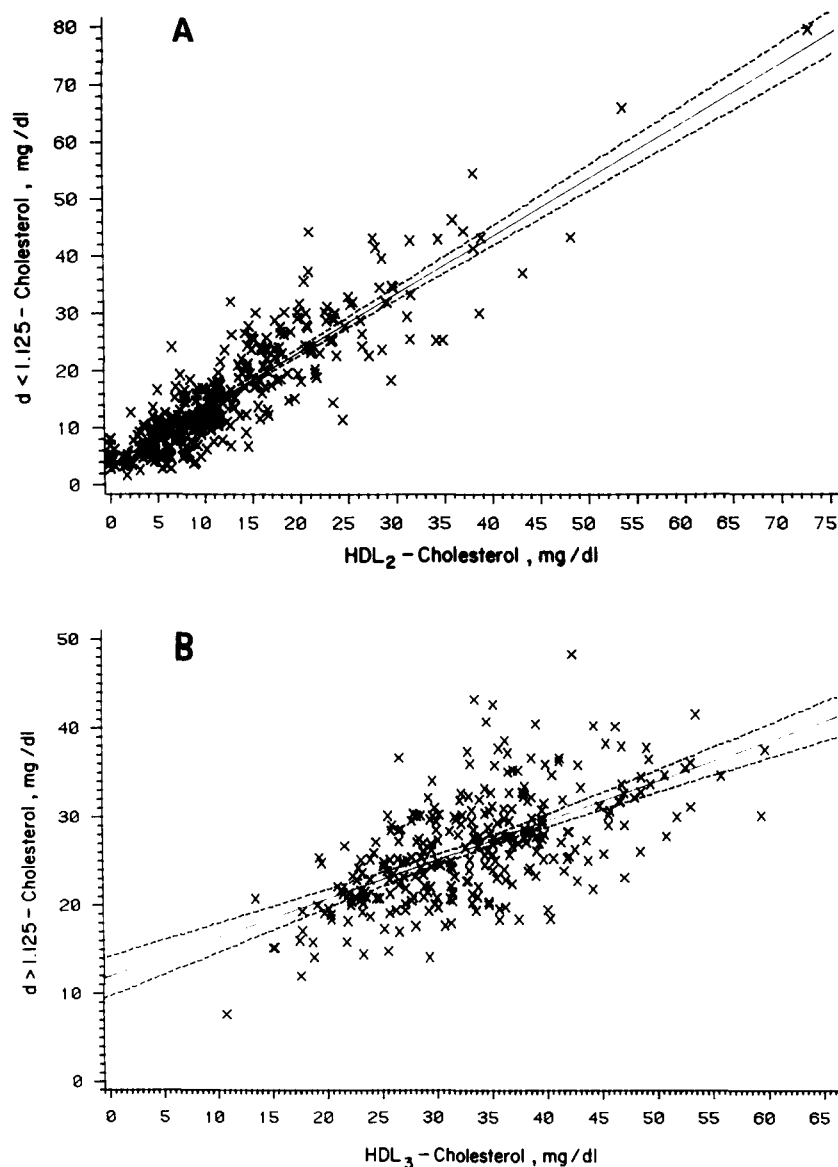 A
80
70
60
50
40
30
20
10
0
d < 1.125 - Cholesterol , mg/dl
0 5 10 15 20 25 30 35 40 45 50 55 60 65 70 75
HDL₂ - Cholesterol , mg/dl
B
50
40
30
20
10
0
d > 1.125 - Cholesterol , mg/dl
0 5 10 15 20 25 30 35 40 45 50 55 60 65
HDL₃ - Cholesterol , mg/dl